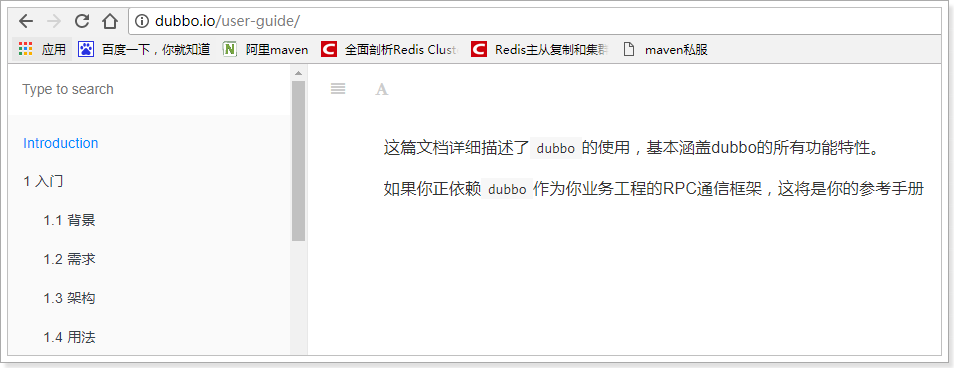 dubbo.io/user-guide/
应用 百度一下，你就知道 阿里maven 全面剖析Redis Clust Redis主从复制和集群 maven私服
Type to search
A
Introduction
1 入门
1.1 背景
1.2 需求
1.3 架构
1.4 用法
这篇文档详细描述了 dubbo 的使用，基本涵盖dubbo的所有功能特性。
如果你正依赖 dubbo 作为你业务工程的RPC通信框架，这将是你的参考手册